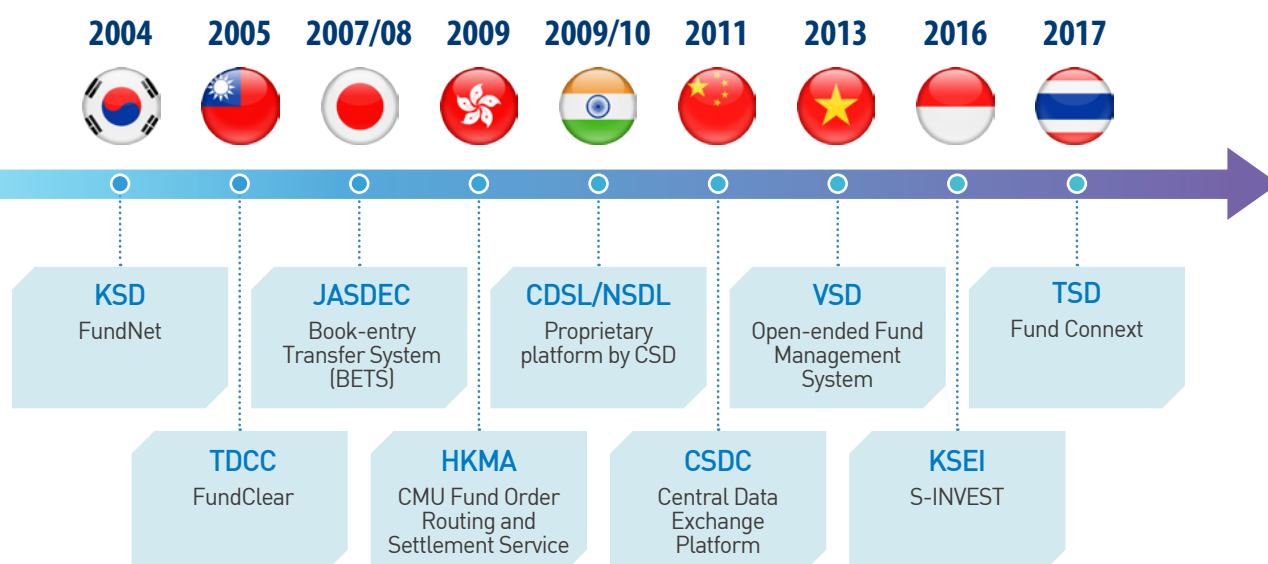 2004 2005 2007/08 2009 2009/10 2011 2013 2016 2017
KSD
FundNet
JASDEC
Book-entry
Transfer System
(BETS)
CDSL/NSDL
Proprietary
platform by CSD
VSD
Open-ended Fund
Management
System
TSD
Fund Connext
TDCC
FundClear
HKMA
CMU Fund Order
Routing and
Settlement Service
CSDC
Central Data
Exchange
Platform
KSEI
S-INVEST